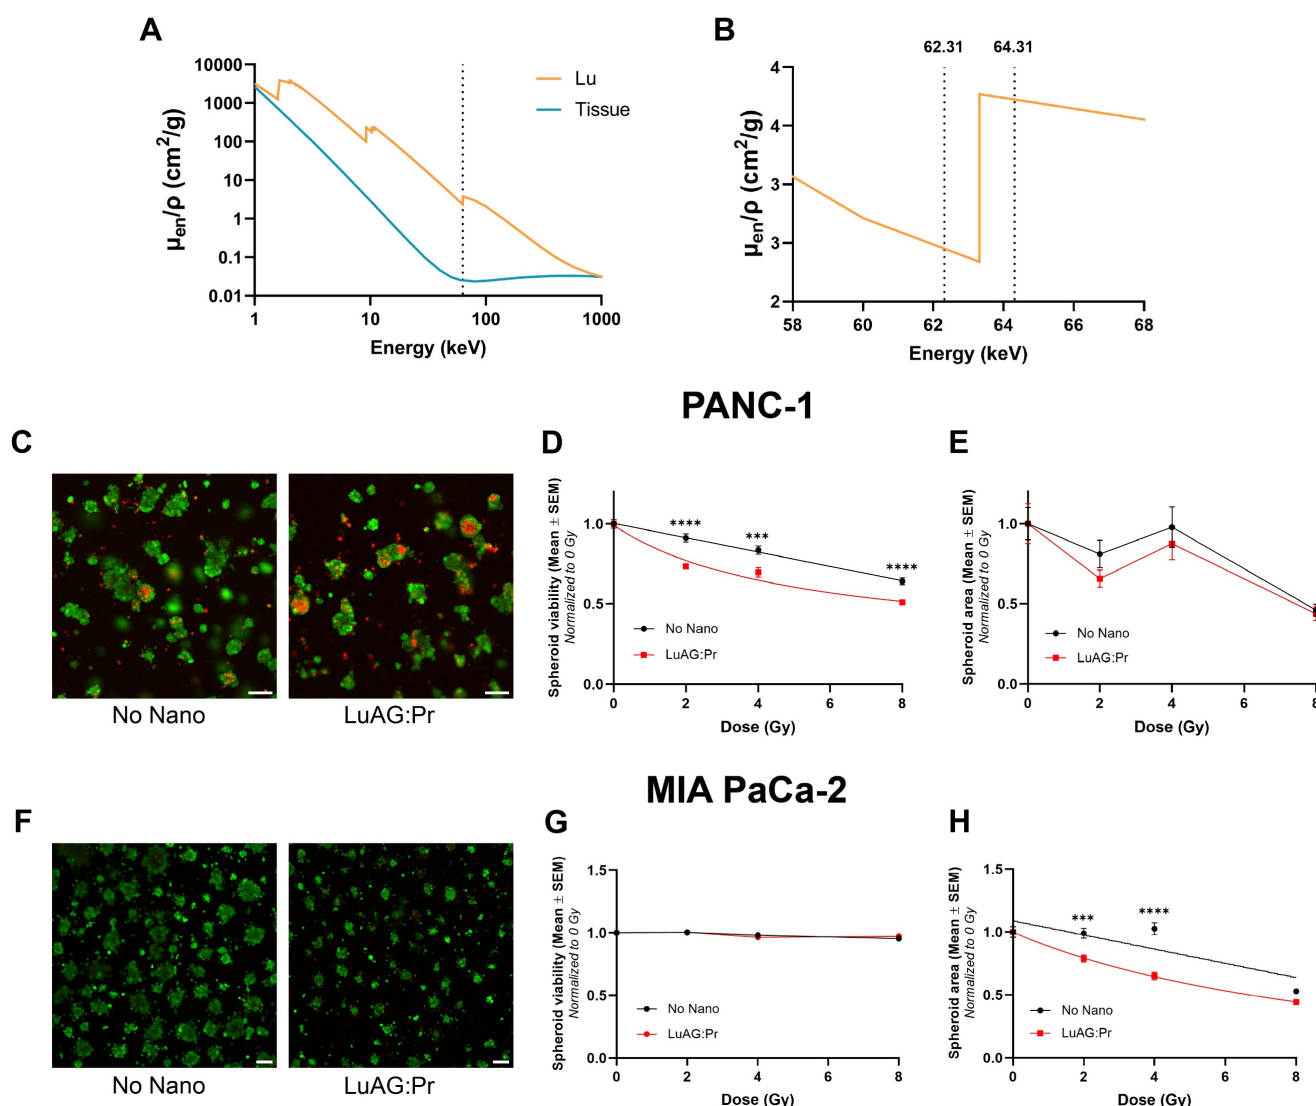 A
B
62.31 64.31
10000
1000
100
10
1
0.1
0.01
μen/ρ (cm²/g)
Lu
Tissue
1 10 100 1000
Energy (keV)
4
4
3
3
2
μen/ρ (cm²/g)
58 60 62 64 66 68
Energy (keV)
PANC-1
C
No Nano
LuAG:Pr
D
Spheroid viability (Mean ± SEM)
Normalized to 0 Gy
1.0
0.5
0.0
****
***
****
No Nano
LuAG:Pr
0 2 4 6 8
Dose (Gy)
E
Spheroid area (Mean ± SEM)
Normalized to 0 Gy
1.0
0.5
0.0
No Nano
LuAG:Pr
0 2 4 6 8
Dose (Gy)
MIA PaCa-2
F
No Nano
LuAG:Pr
G
Spheroid viability (Mean ± SEM)
Normalized to 0 Gy
1.5
1.0
0.5
0.0
No Nano
LuAG:Pr
0 2 4 6 8
Dose (Gy)
H
Spheroid area (Mean ± SEM)
Normalized to 0 Gy
1.5
1.0
0.5
0.0
***
****
No Nano
LuAG:Pr
0 2 4 6 8
Dose (Gy)